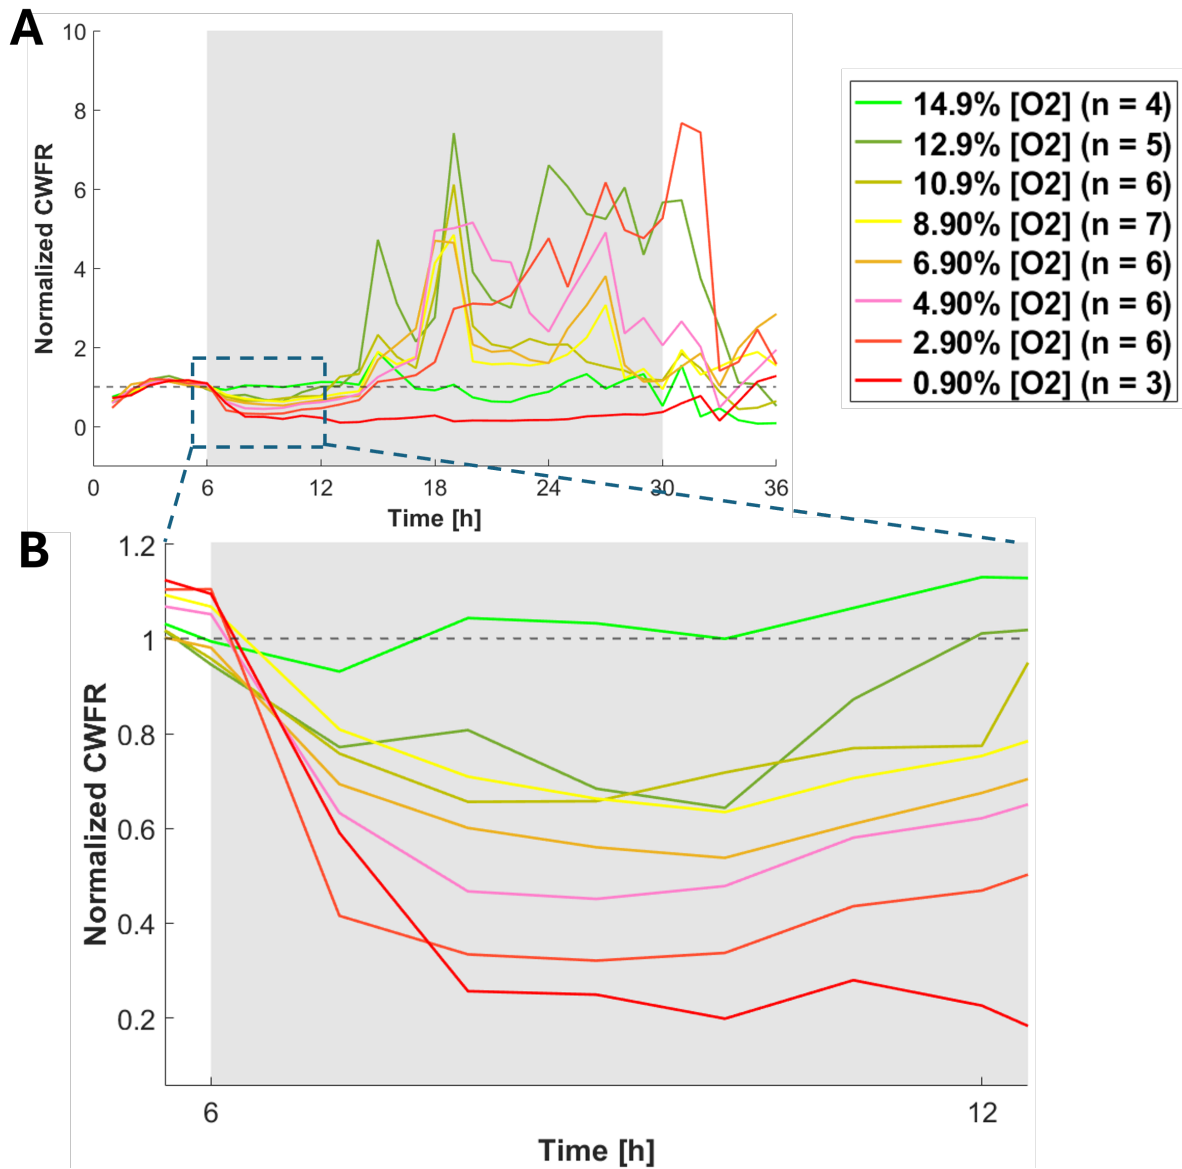 A
10
8
6
4
2
0
Normalized CWFR
0 6 12 18 24 30 36
Time [h]
14.9% [O2] (n = 4)
12.9% [O2] (n = 5)
10.9% [O2] (n = 6)
8.90% [O2] (n = 7)
6.90% [O2] (n = 6)
4.90% [O2] (n = 6)
2.90% [O2] (n = 6)
0.90% [O2] (n = 3)
B
1.2
1
0.8
0.6
0.4
0.2
Normalized CWFR
6 12
Time [h]